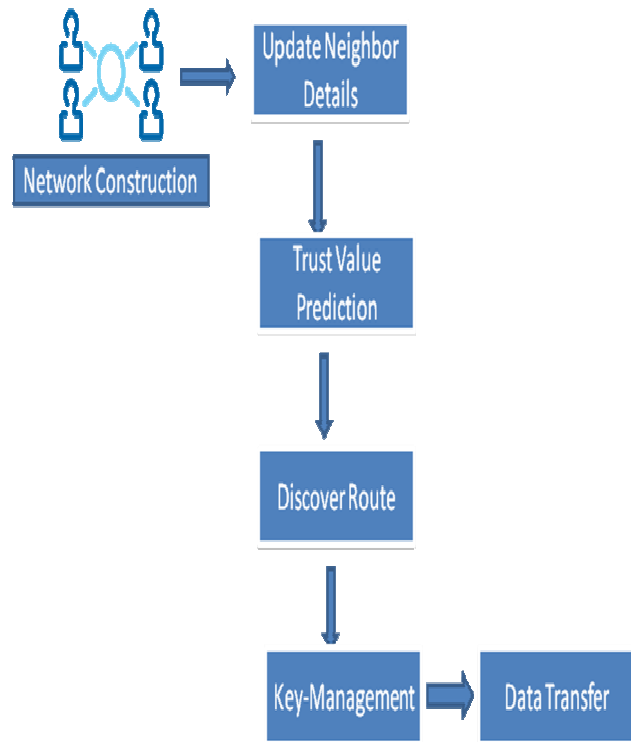 Network Construction
Update Neighbor
Details
Trust Value
Prediction
Discover Route
Key-Management
Data Transfer